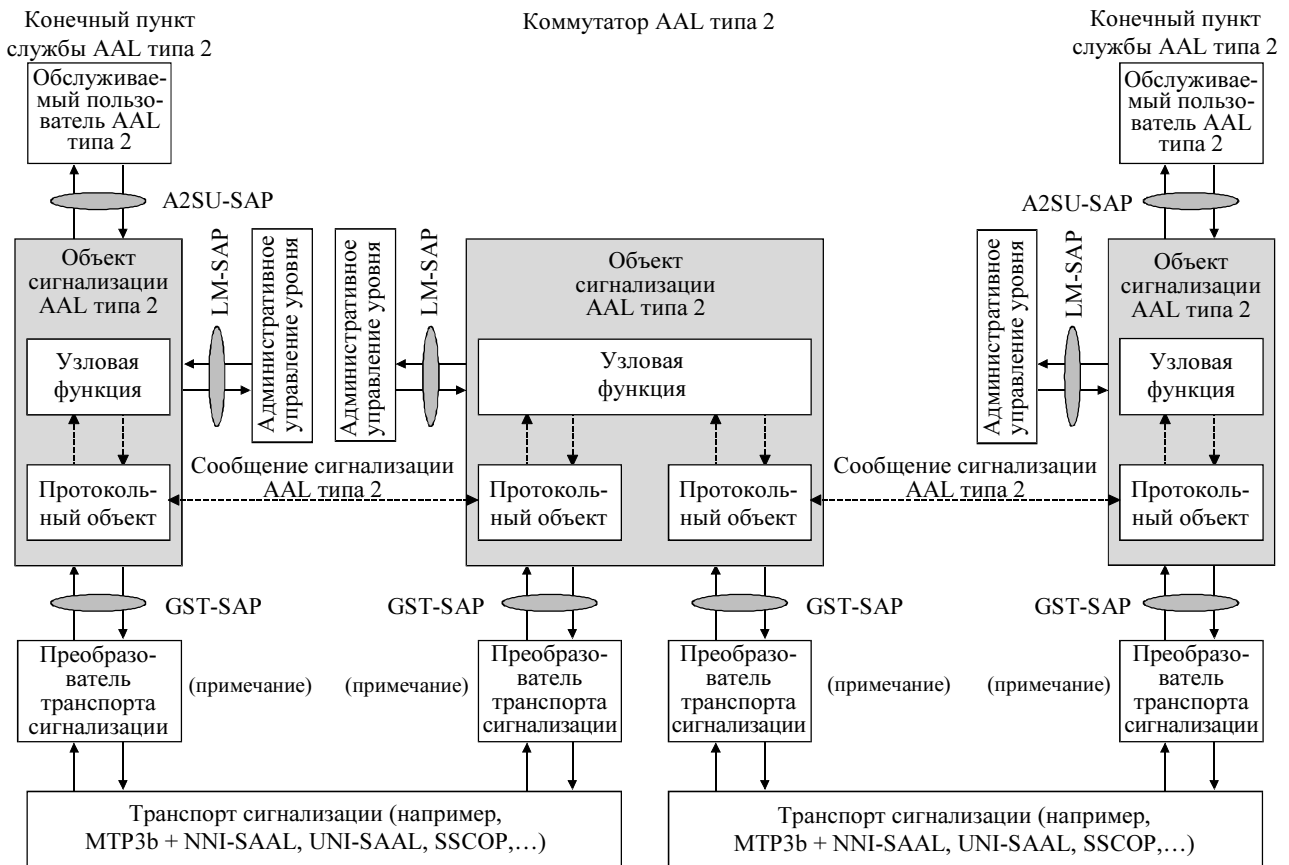 Конечный пункт
службы AAL типа 2
Коммутатор AAL типа 2
Конечный пункт
службы AAL типа 2
Обслуживае-
мый пользо-
ватель AAL
типа 2
Обслуживае-
мый пользо-
ватель AAL
типа 2
A2SU-SAP
A2SU-SAP
Объект
сигнализации
AAL типа 2
LM-SAP
Административное
управление уровня
Административное
управление уровня
LM-SAP
Объект
сигнализации
AAL типа 2
Административное
управление уровня
LM-SAP
Объект
сигнализации
AAL типа 2
Узловая
функция
Узловая
функция
Узловая
функция
Сообщение сигнализации
AAL типа 2
Сообщение сигнализации
AAL типа 2
Протоколь-
ный объект
Протоколь-
ный объект
Протоколь-
ный объект
Протоколь-
ный объект
GST-SAP
GST-SAP
GST-SAP
GST-SAP
Преобразо-
ватель
транспорта
сигнализации
(примечание)
(примечание)
Преобразо-
ватель
транспорта
сигнализации
Преобразо-
ватель
транспорта
сигнализации
(примечание)
(примечание)
Преобразо-
ватель
транспорта
сигнализации
Транспорт сигнализации (например,
MTP3b + NNI-SAAL, UNI-SAAL, SSCOP,…)
Транспорт сигнализации (например,
MTP3b + NNI-SAAL, UNI-SAAL, SSCOP,…)